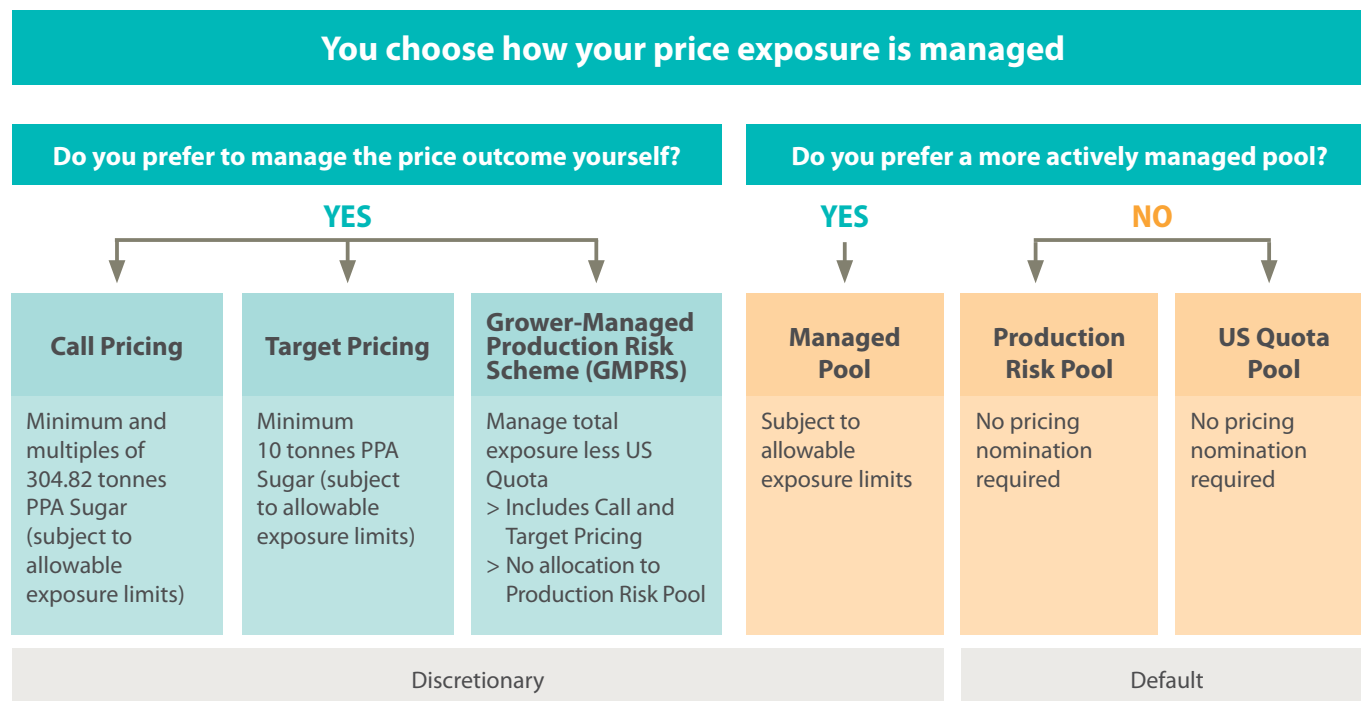 You choose how your price exposure is managed
Do you prefer to manage the price outcome yourself?
Do you prefer a more actively managed pool?
YES
YES
NO
Call Pricing
Minimum and
multiples of
304.82 tonnes
PPA Sugar
(subject to
allowable
exposure limits)
Target Pricing
Minimum
10 tonnes PPA
Sugar (subject
to allowable
exposure limits)
Grower-Managed
Production Risk
Scheme (GMPRS)
Manage total
exposure less US
Quota
> Includes Call and
Target Pricing
> No allocation to
Production Risk Pool
Managed
Pool
Subject to
allowable
exposure limits
Production
Risk Pool
No pricing
nomination
required
US Quota
Pool
No pricing
nomination
required
Discretionary
Default